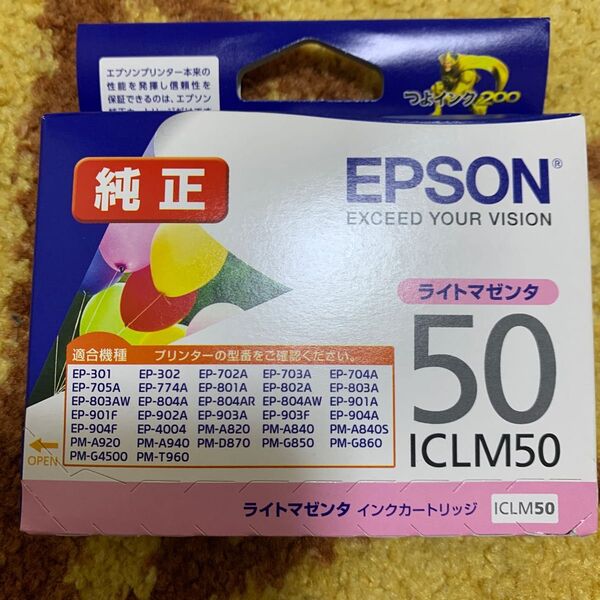 エプソンプリンター本来の
性能を発揮し信頼性を
保証できるのは、エプソン
つよインク200
純正
EPSON®
EXCEED YOUR VISION
ライトマゼンタ
50
ICLM50
適合機種 プリンターの型番をご確認ください。
EP-301 EP-302 EP-702A EP-703A EP-704A
EP-705A EP-774A EP-801A EP-802A EP-803A
EP-803AW EP-804A EP-804AR EP-804AW EP-901A
EP-901F EP-902A EP-903A EP-903F EP-904A
EP-904F EP-4004 PM-A820 PM-A840 PM-A840S
PM-A920 PM-A940 PM-D870 PM-G850 PM-G860
PM-G4500 PM-T960
OPEN
ライトマゼンタ インクカートリッジ ICLM50